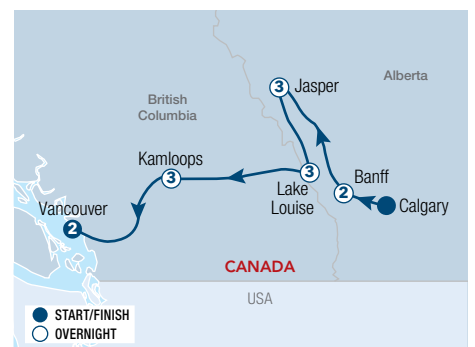 Alberta
Jasper
3
British
Columbia
Kamloops
3
3
Lake
Louise
Banff
2
Calgary
Vancouver
2
CANADA
USA
START/FINISH
OVERNIGHT